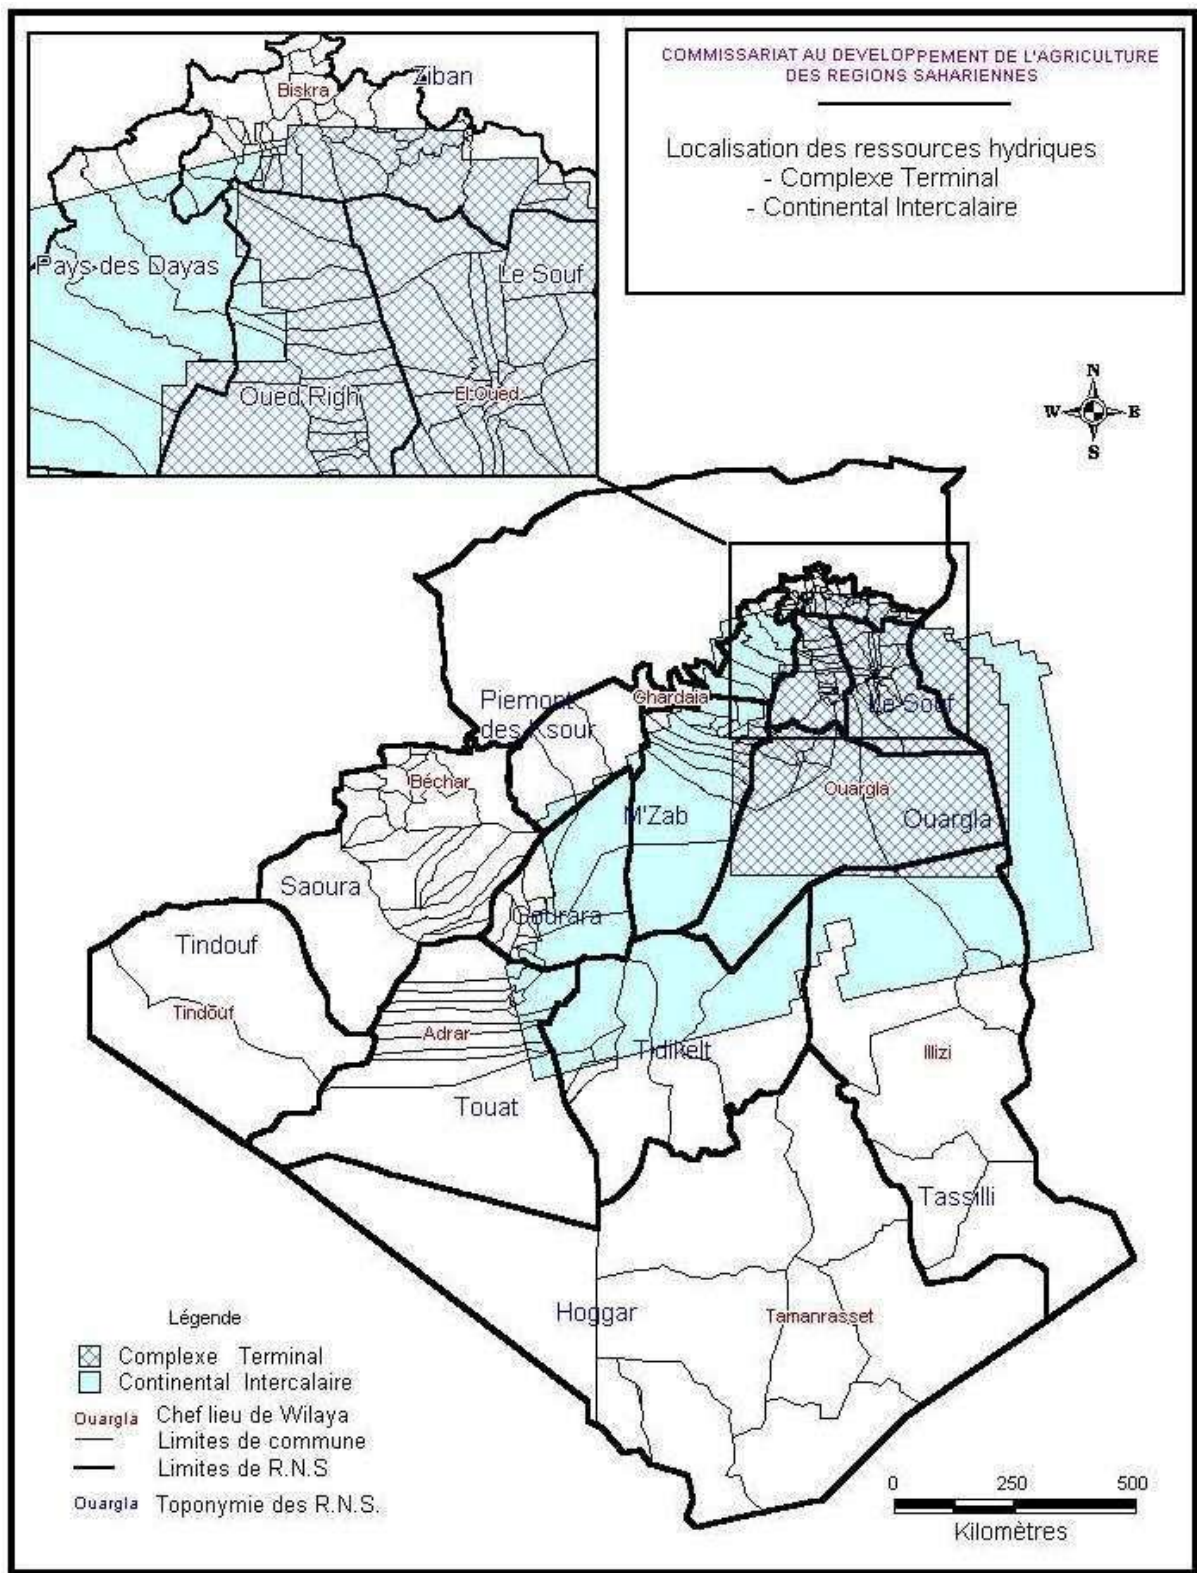 Ziban
Biskra
Pays des Dayas
Le Souf
Oued Righ
El Oued
COMMISSARIAT AU DEVELOPPEMENT DE L'AGRICULTURE
DES REGIONS SAHARIENNES
Localisation des ressources hydriques
- Complexe Terminal
- Continental Intercalaire
N
W E
S
Piemont
des Ksour
Ghardaia
Le Souf
Béchar
M'Zab
Ouargla
Ouargla
Saoura
Gourara
Tindouf
Tindouf
Adrar
Tidikelt
Illizi
Touat
Tassilli
Hoggar
Tamanrasset
Légende
Complexe Terminal
Continental Intercalaire
Ouargla Chef lieu de Wilaya
Limites de commune
Limites de R.N.S
Ouargla Toponymie des R.N.S.
0 250 500
Kilomètres